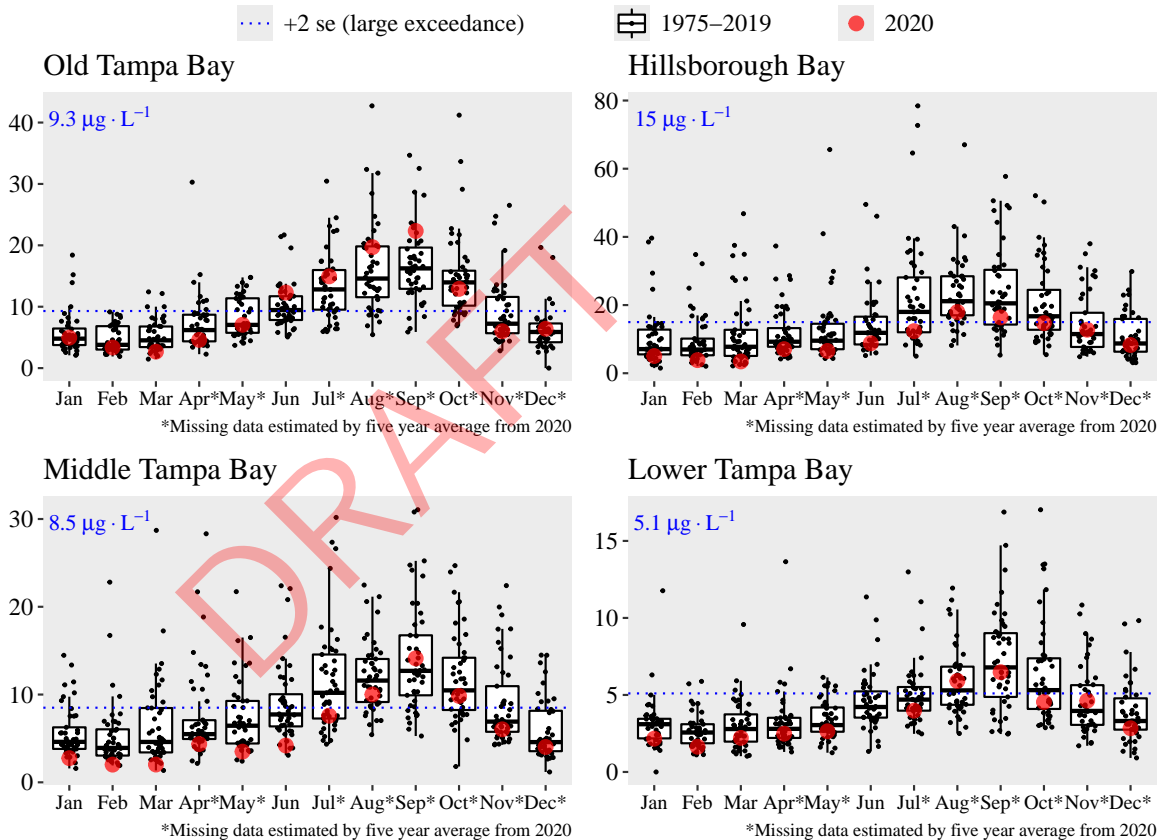 +2 se (large exceedance) 1975−2019 2020
Old Tampa Bay
9.3 μg⋅L⁻¹
40
30
20
10
0
Jan Feb Mar Apr* May* Jun Jul* Aug* Sep* Oct* Nov* Dec*
*Missing data estimated by five year average from 2020
Hillsborough Bay
15 μg⋅L⁻¹
80
60
40
20
0
Jan Feb Mar Apr* May* Jun Jul* Aug* Sep* Oct* Nov* Dec*
*Missing data estimated by five year average from 2020
Middle Tampa Bay
8.5 μg⋅L⁻¹
30
20
10
0
Jan Feb Mar Apr* May* Jun Jul* Aug* Sep* Oct* Nov* Dec*
*Missing data estimated by five year average from 2020
Lower Tampa Bay
5.1 μg⋅L⁻¹
15
10
5
0
Jan Feb Mar Apr* May* Jun Jul* Aug* Sep* Oct* Nov* Dec*
*Missing data estimated by five year average from 2020
DRAFT